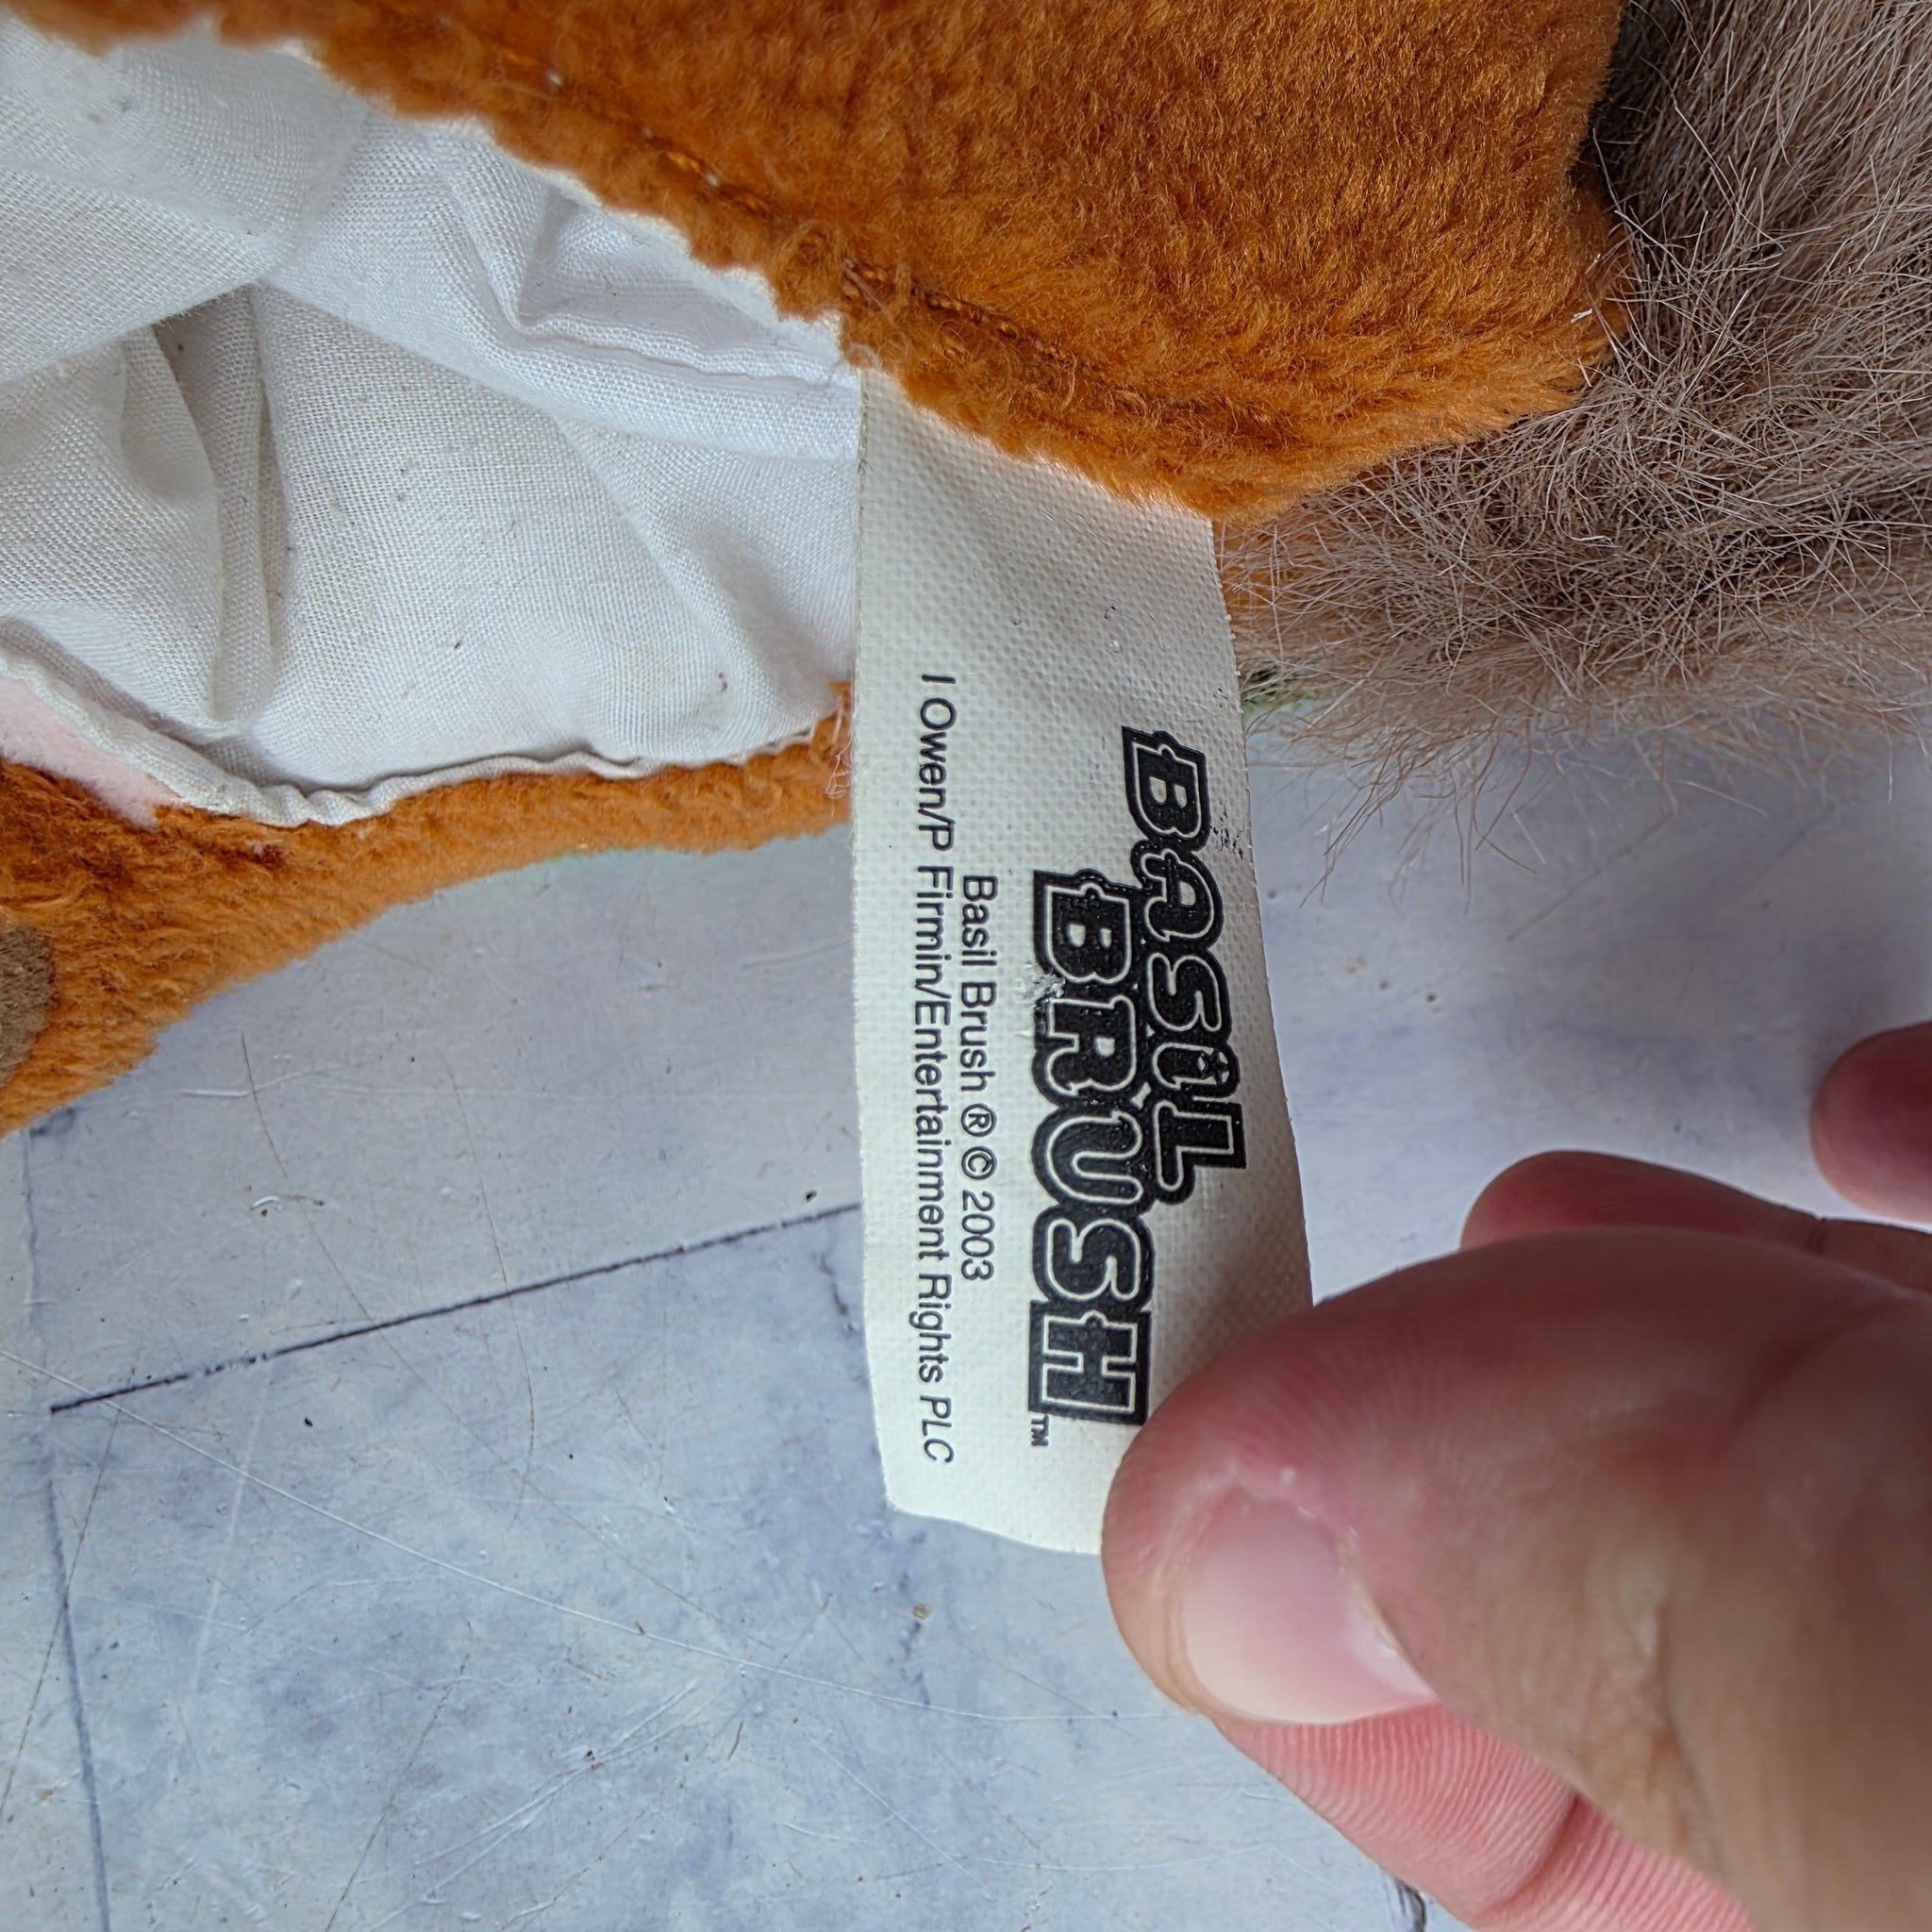 BASIL
BRUSH™
Basil Brush ® © 2003
I Owen/P Firmin/Entertainment Rights PLC